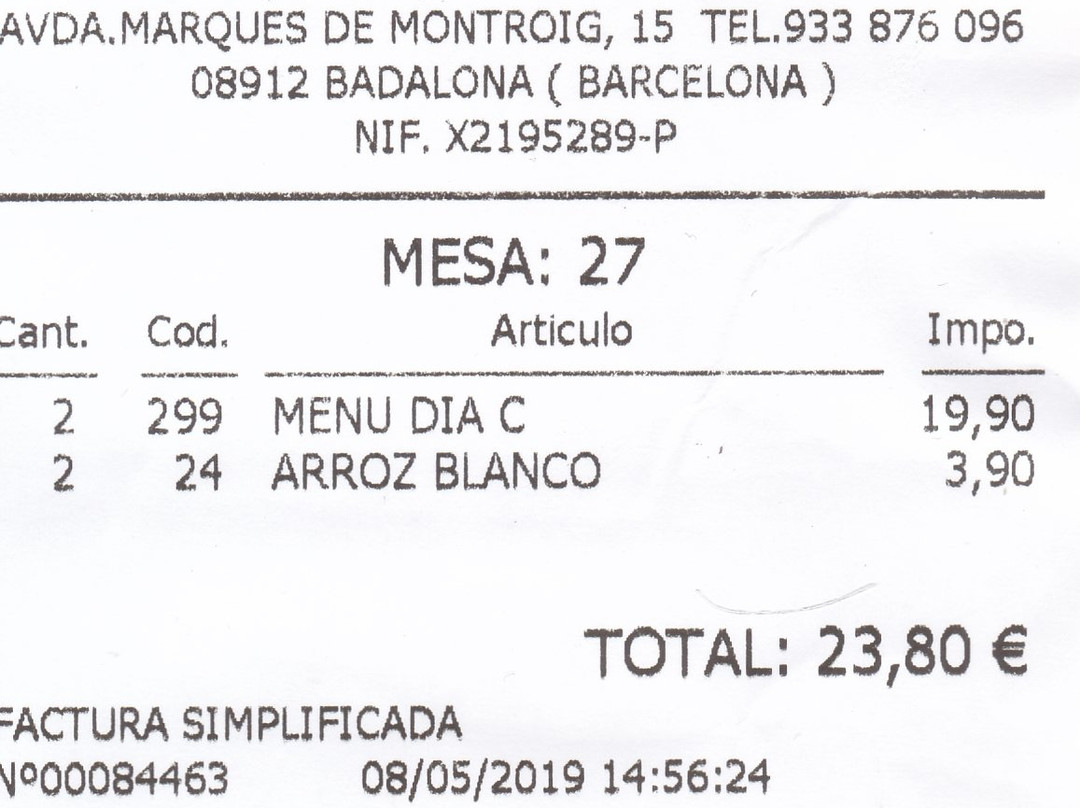 AVDA.MARQUES DE MONTROIG, 15 TEL.933 876 096
08912 BADALONA ( BARCELONA )
NIF. X2195289-P
MESA: 27
Cant. Cod. Articulo Impo.
2 299 MENU DIA C 19,90
2 24 ARROZ BLANCO 3,90
TOTAL: 23,80 €
FACTURA SIMPLIFICADA
Nº00084463 08/05/2019 14:56:24